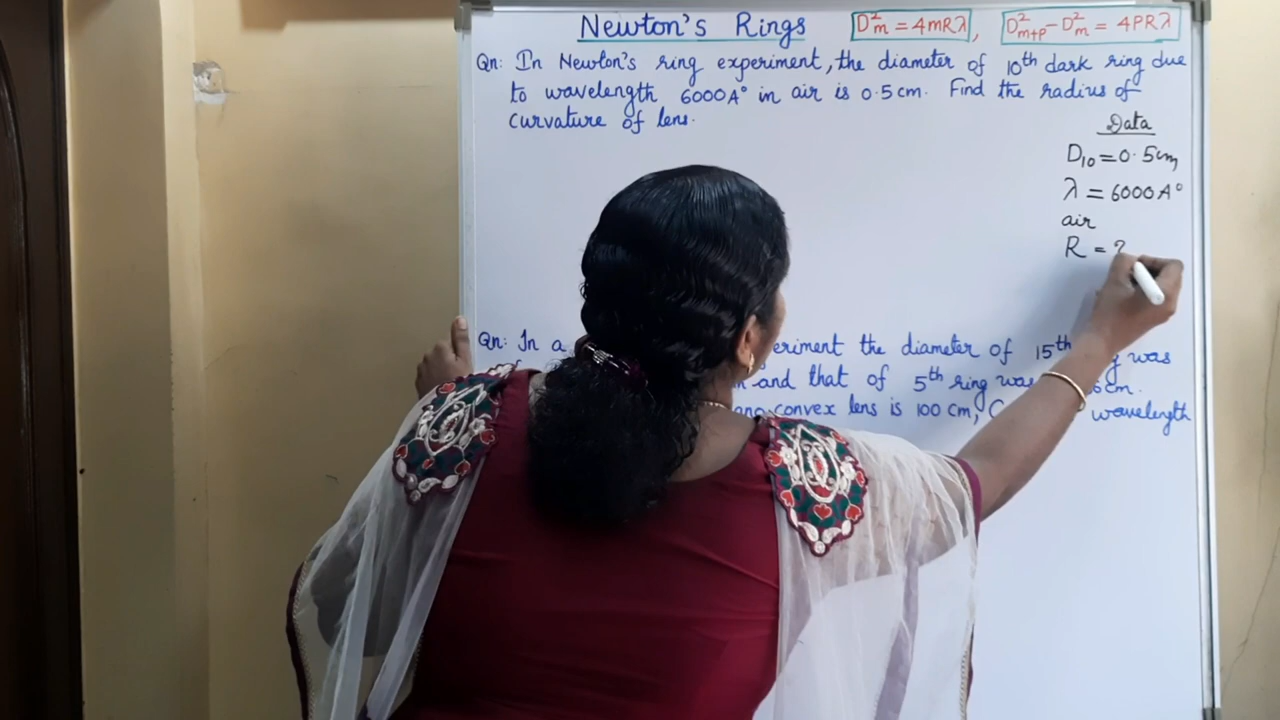 Newton's Rings D²m = 4mRλ, D²m+p - D²m = 4PRλ
Qn: In Newton's ring experiment, the diameter of 10th dark ring due
to wavelength 6000A° in air is 0.5cm. Find the radius of
curvature of lens.
Data
D10 = 0.5cm
λ = 6000A°
air
R = ?
Qn: In a the diameter of 15th was
and that of 5th ring cm.
convex lens is 100 cm, wavelength